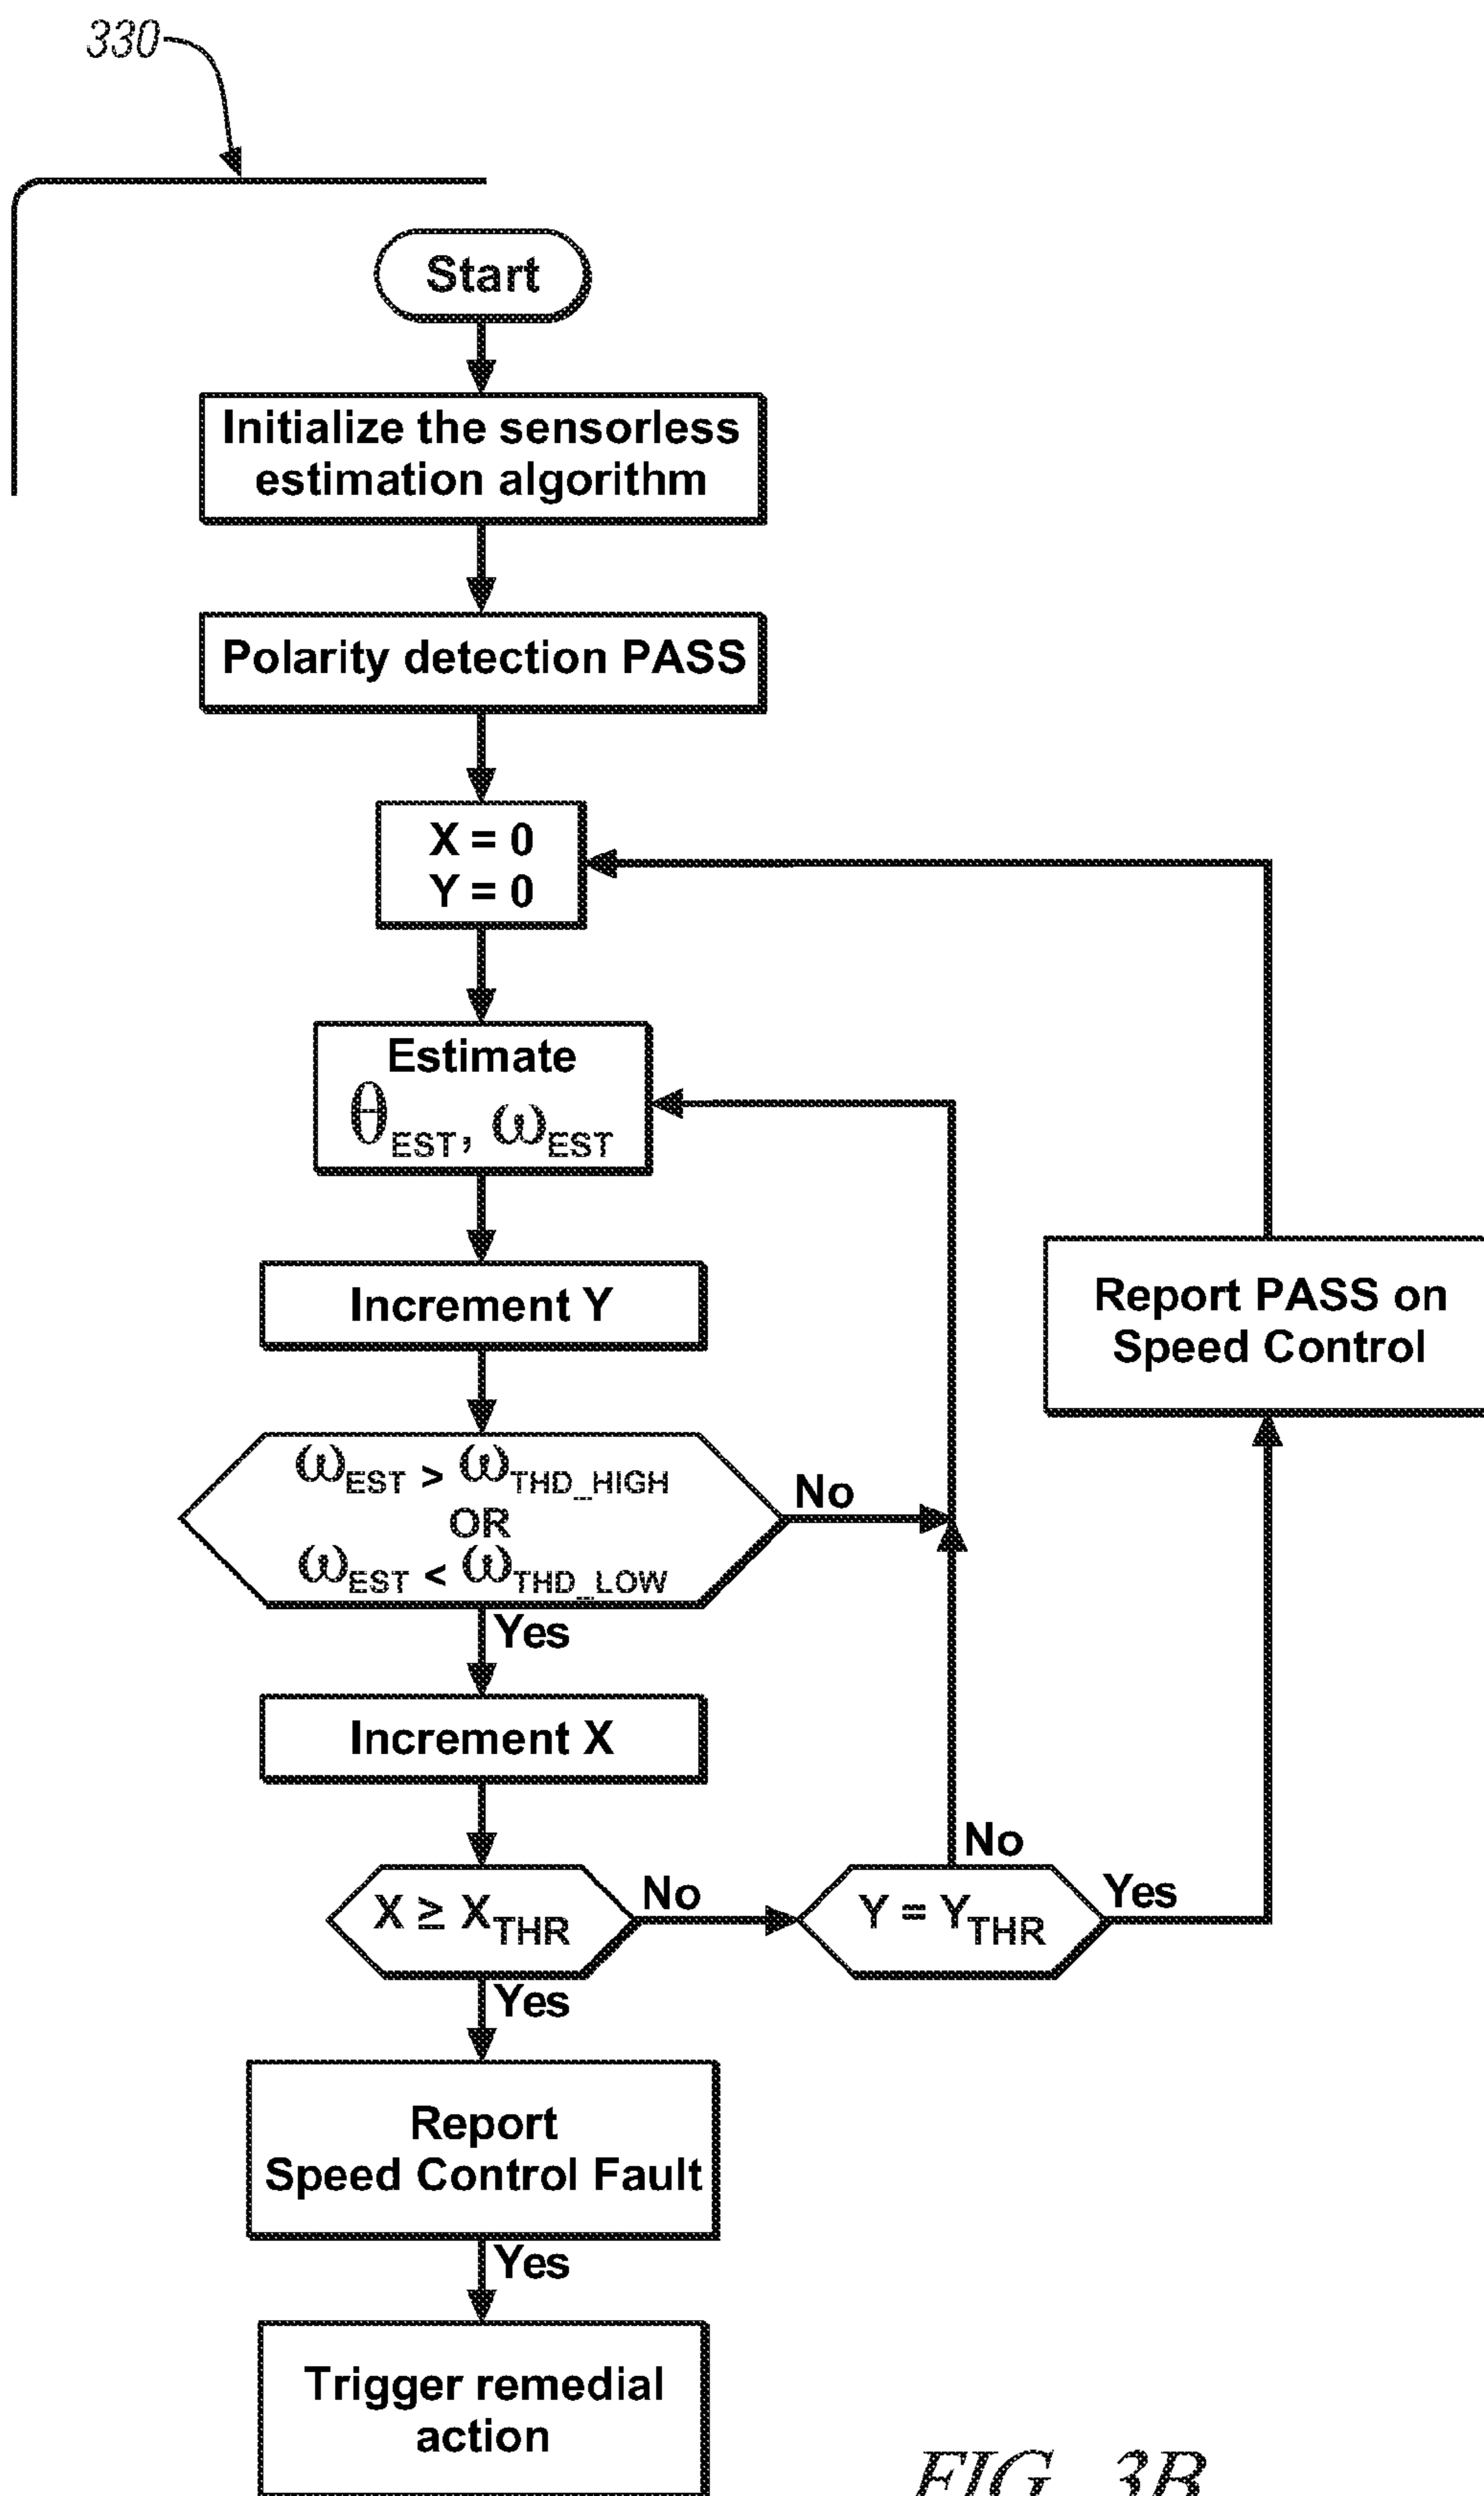 330
Start
Initialize the sensorless
estimation algorithm
Polarity detection PASS
X = 0
Y = 0
Estimate
θEST, ωEST
Increment Y
Report PASS on
Speed Control
ωEST > ωTHD_HIGH
OR
ωEST < ωTHD_LOW
No
Yes
Increment X
X ≥ XTHR
No
Y = YTHR
No
Yes
Yes
Report
Speed Control Fault
Yes
Trigger remedial
action
FIG. 3B